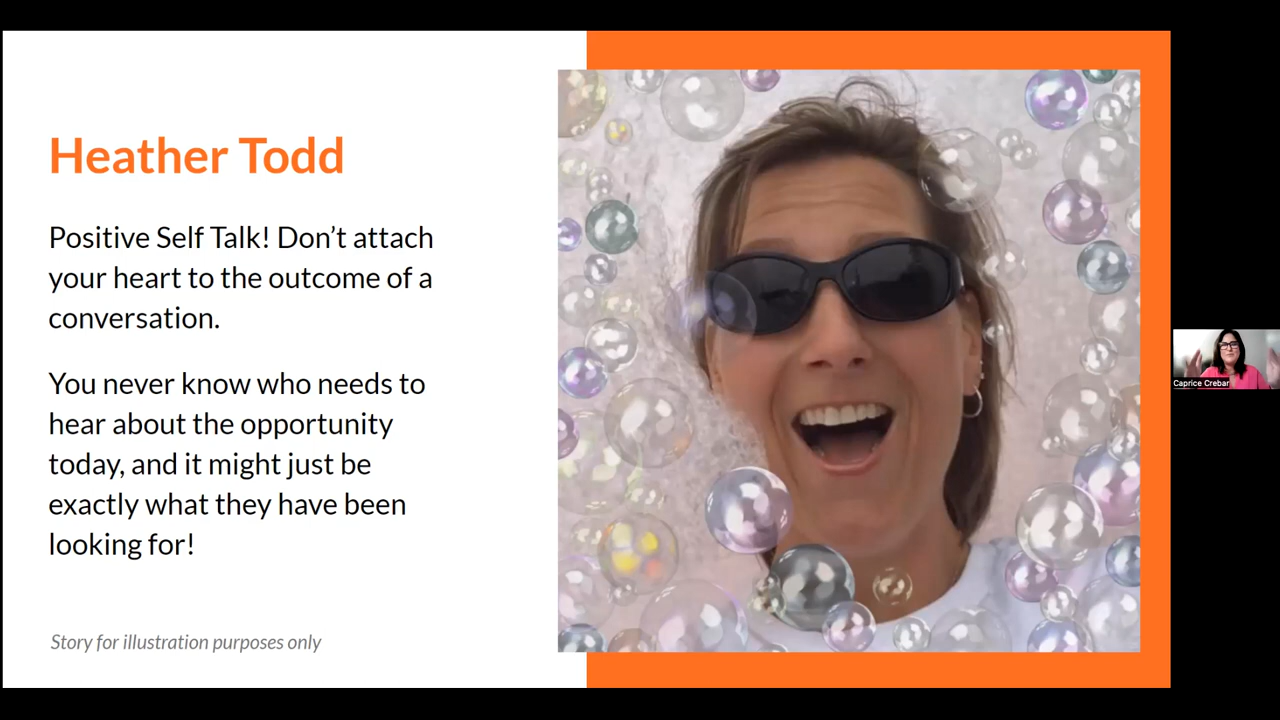 Heather Todd
Positive Self Talk! Don’t attach
your heart to the outcome of a
conversation.
You never know who needs to
hear about the opportunity
today, and it might just be
exactly what they have been
looking for!
Story for illustration purposes only
Caprice Crebar